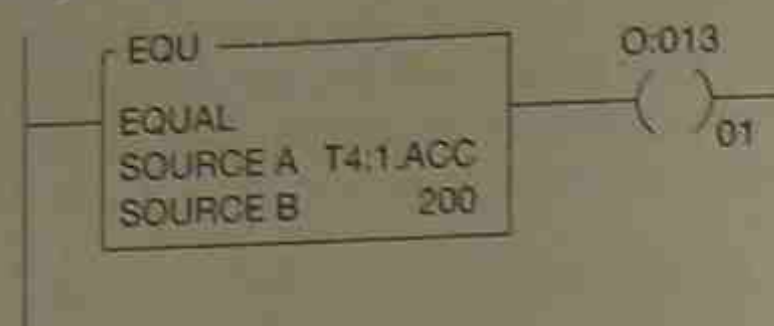 EQU
O:013
EQUAL
01
SOURCE A T4:1.ACC
SOURCE B 200